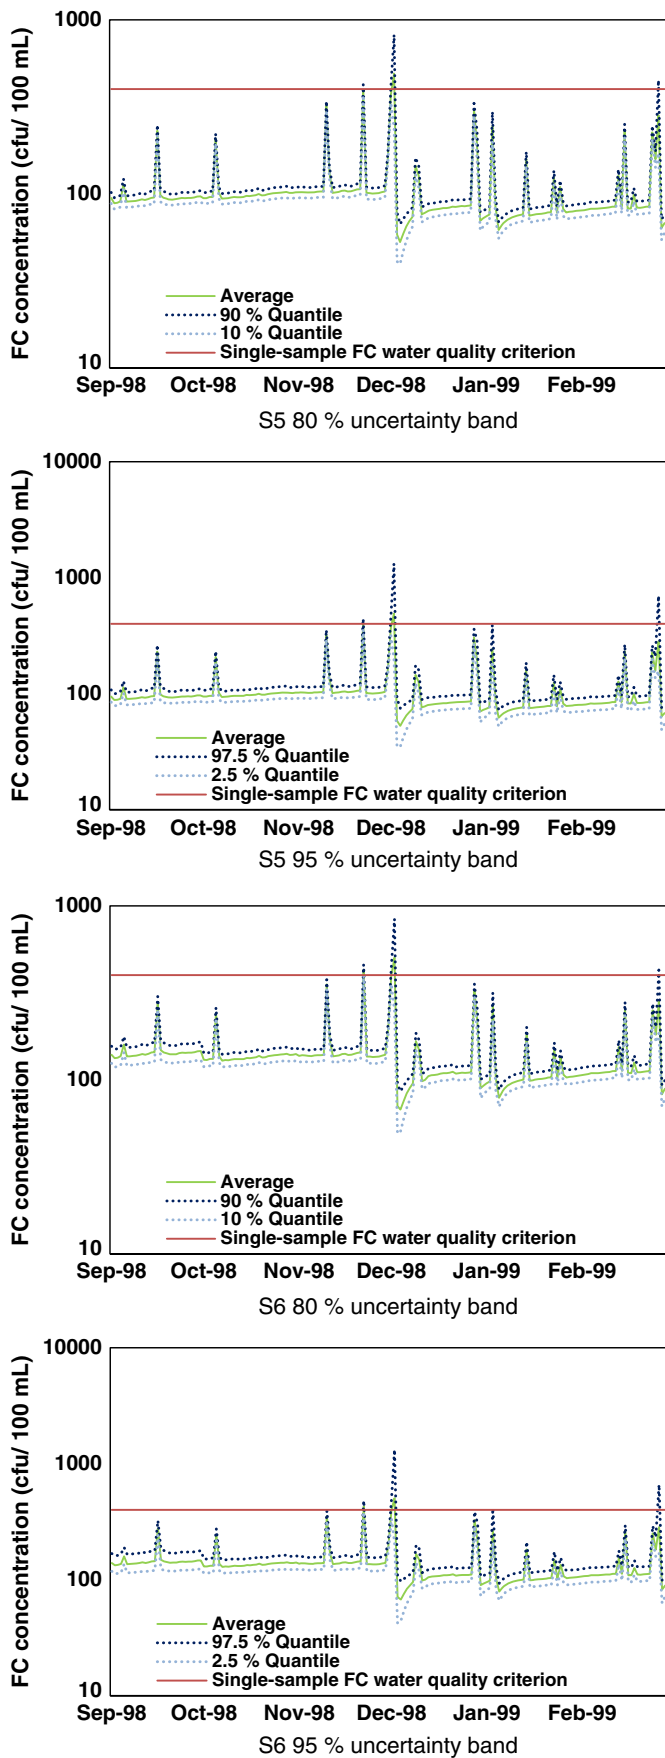 FC concentration (cfu/ 100 mL)
1000
100
10
Average
90 % Quantile
10 % Quantile
Single-sample FC water quality criterion
Sep-98 Oct-98 Nov-98 Dec-98 Jan-99 Feb-99
S5 80 % uncertainty band
FC concentration (cfu/ 100 mL)
10000
1000
100
10
Average
97.5 % Quantile
2.5 % Quantile
Single-sample FC water quality criterion
Sep-98 Oct-98 Nov-98 Dec-98 Jan-99 Feb-99
S5 95 % uncertainty band
FC concentration (cfu/ 100 mL)
1000
100
10
Average
90 % Quantile
10 % Quantile
Single-sample FC water quality criterion
Sep-98 Oct-98 Nov-98 Dec-98 Jan-99 Feb-99
S6 80 % uncertainty band
FC concentration (cfu/ 100 mL)
10000
1000
100
10
Average
97.5 % Quantile
2.5 % Quantile
Single-sample FC water quality criterion
Sep-98 Oct-98 Nov-98 Dec-98 Jan-99 Feb-99
S6 95 % uncertainty band